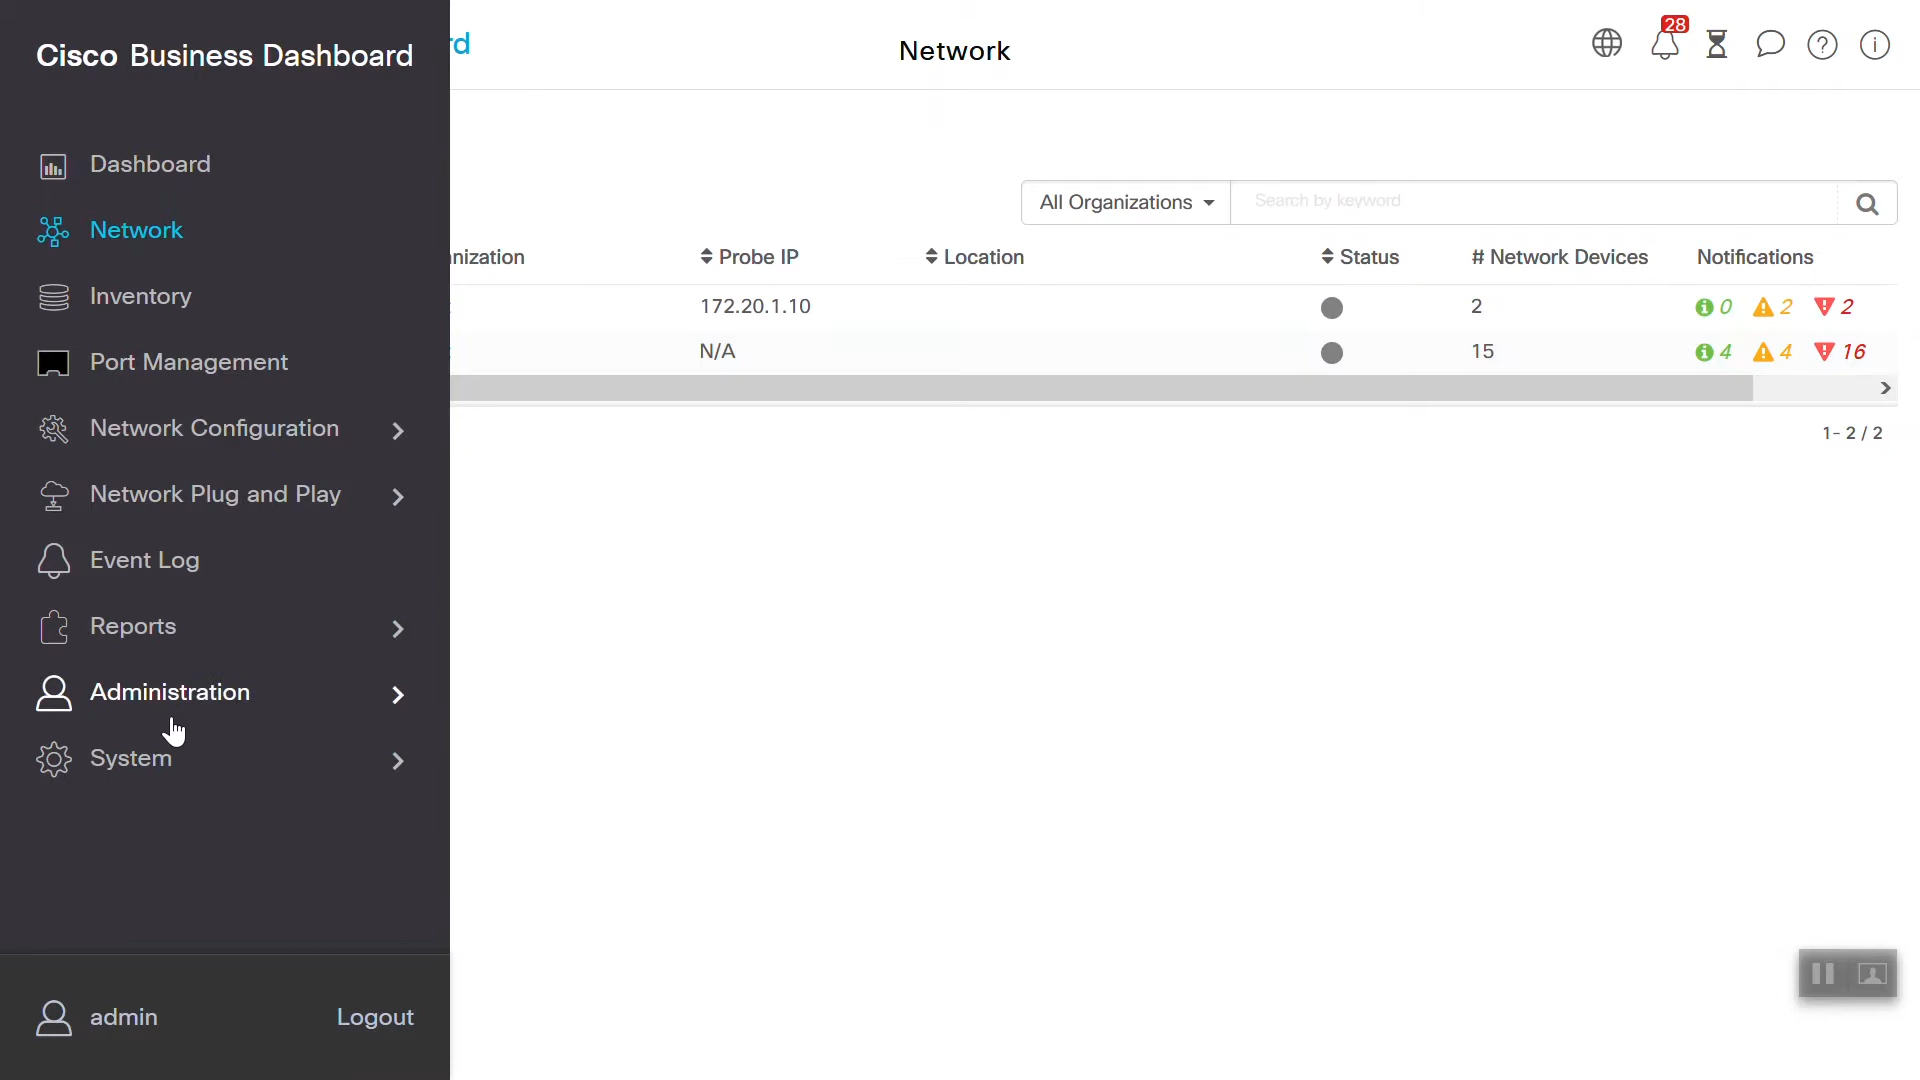 Cisco Business Dashboard
rd
Network
28
Dashboard
Network
Inventory
Port Management
Network Configuration
Network Plug and Play
Event Log
Reports
Administration
System
admin
Logout
All Organizations
Search by keyword
nization
Probe IP
Location
Status
# Network Devices
Notifications
172.20.1.10
2
0 2 2
N/A
15
4 4 16
1- 2 / 2